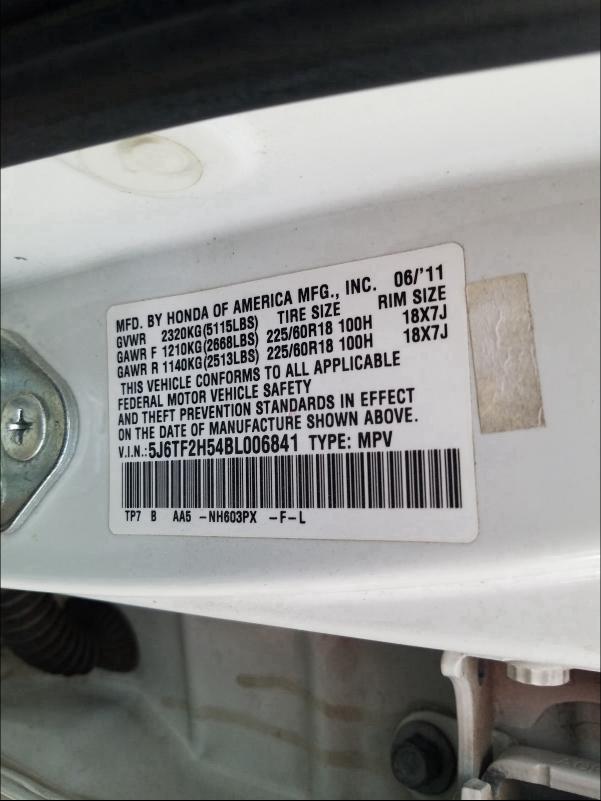 MFD. BY HONDA OF AMERICA MFG., INC. 06/'11
GVWR 2320KG(5115LBS) TIRE SIZE RIM SIZE
GAWR F 1210KG(2668LBS) 225/60R18 100H 18X7J
GAWR R 1140KG(2513LBS) 225/60R18 100H 18X7J
THIS VEHICLE CONFORMS TO ALL APPLICABLE
FEDERAL MOTOR VEHICLE SAFETY
AND THEFT PREVENTION STANDARDS IN EFFECT
ON THE DATE OF MANUFACTURE SHOWN ABOVE.
V.I.N.:5J6TF2H54BL006841 TYPE: MPV
TP7 B AA5 -NH603PX -F-L